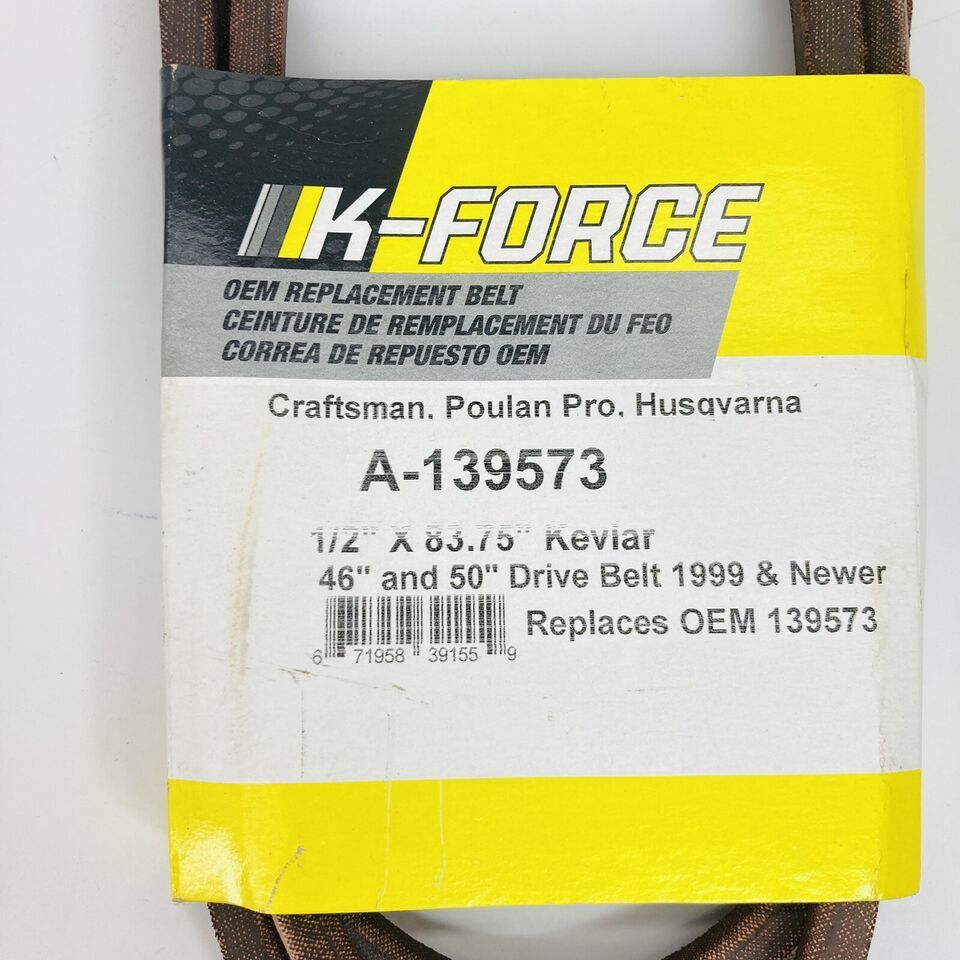 K-FORCE
OEM REPLACEMENT BELT
CEINTURE DE REMPLACEMENT DU FEO
CORREA DE REPUESTO OEM
Craftsman, Poulan Pro, Husqvarna
A-139573
1/2" X 83.75" Kevlar
46" and 50" Drive Belt 1999 & Newer
Replaces OEM 139573
6 71958 39155 9